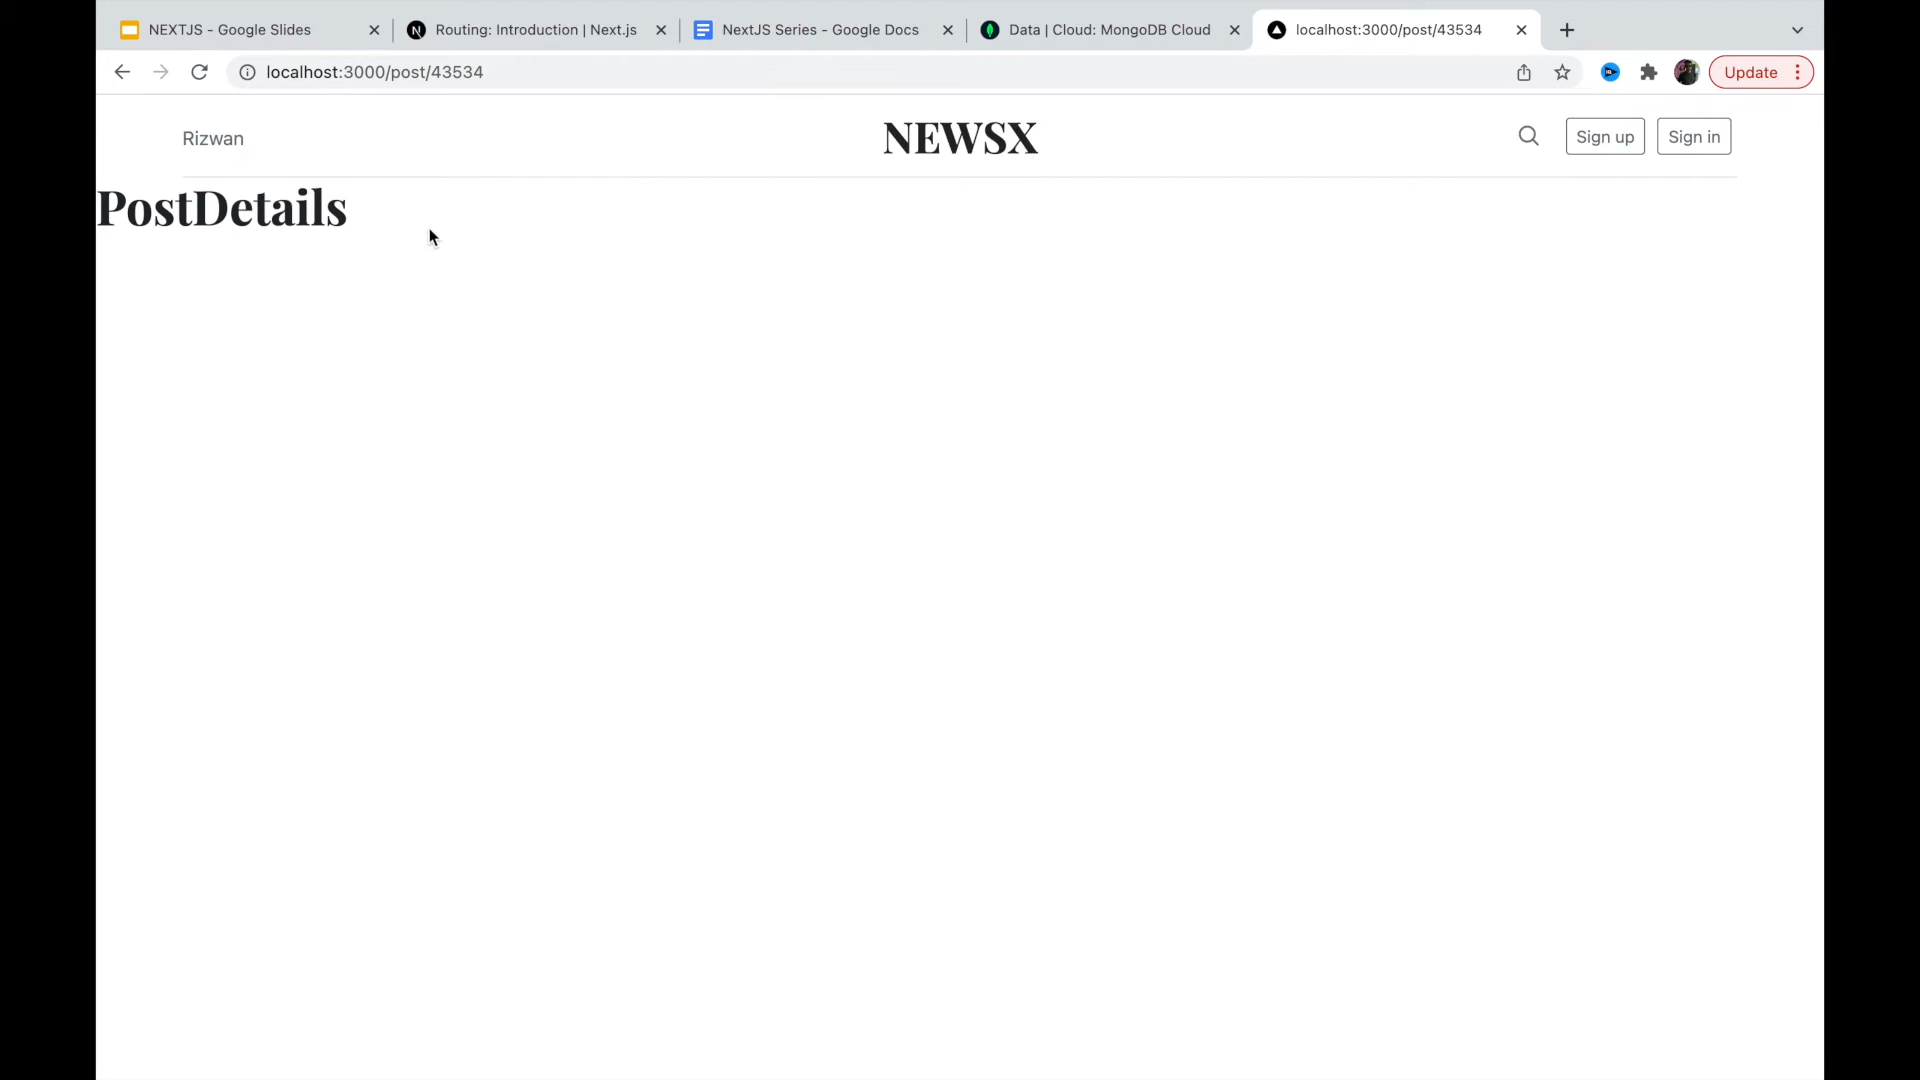 NEXTJS - Google Slides
Routing: Introduction | Next.js
NextJS Series - Google Docs
Data | Cloud: MongoDB Cloud
localhost:3000/post/43534
localhost:3000/post/43534
Update
Rizwan
NEWSX
Sign up
Sign in
PostDetails